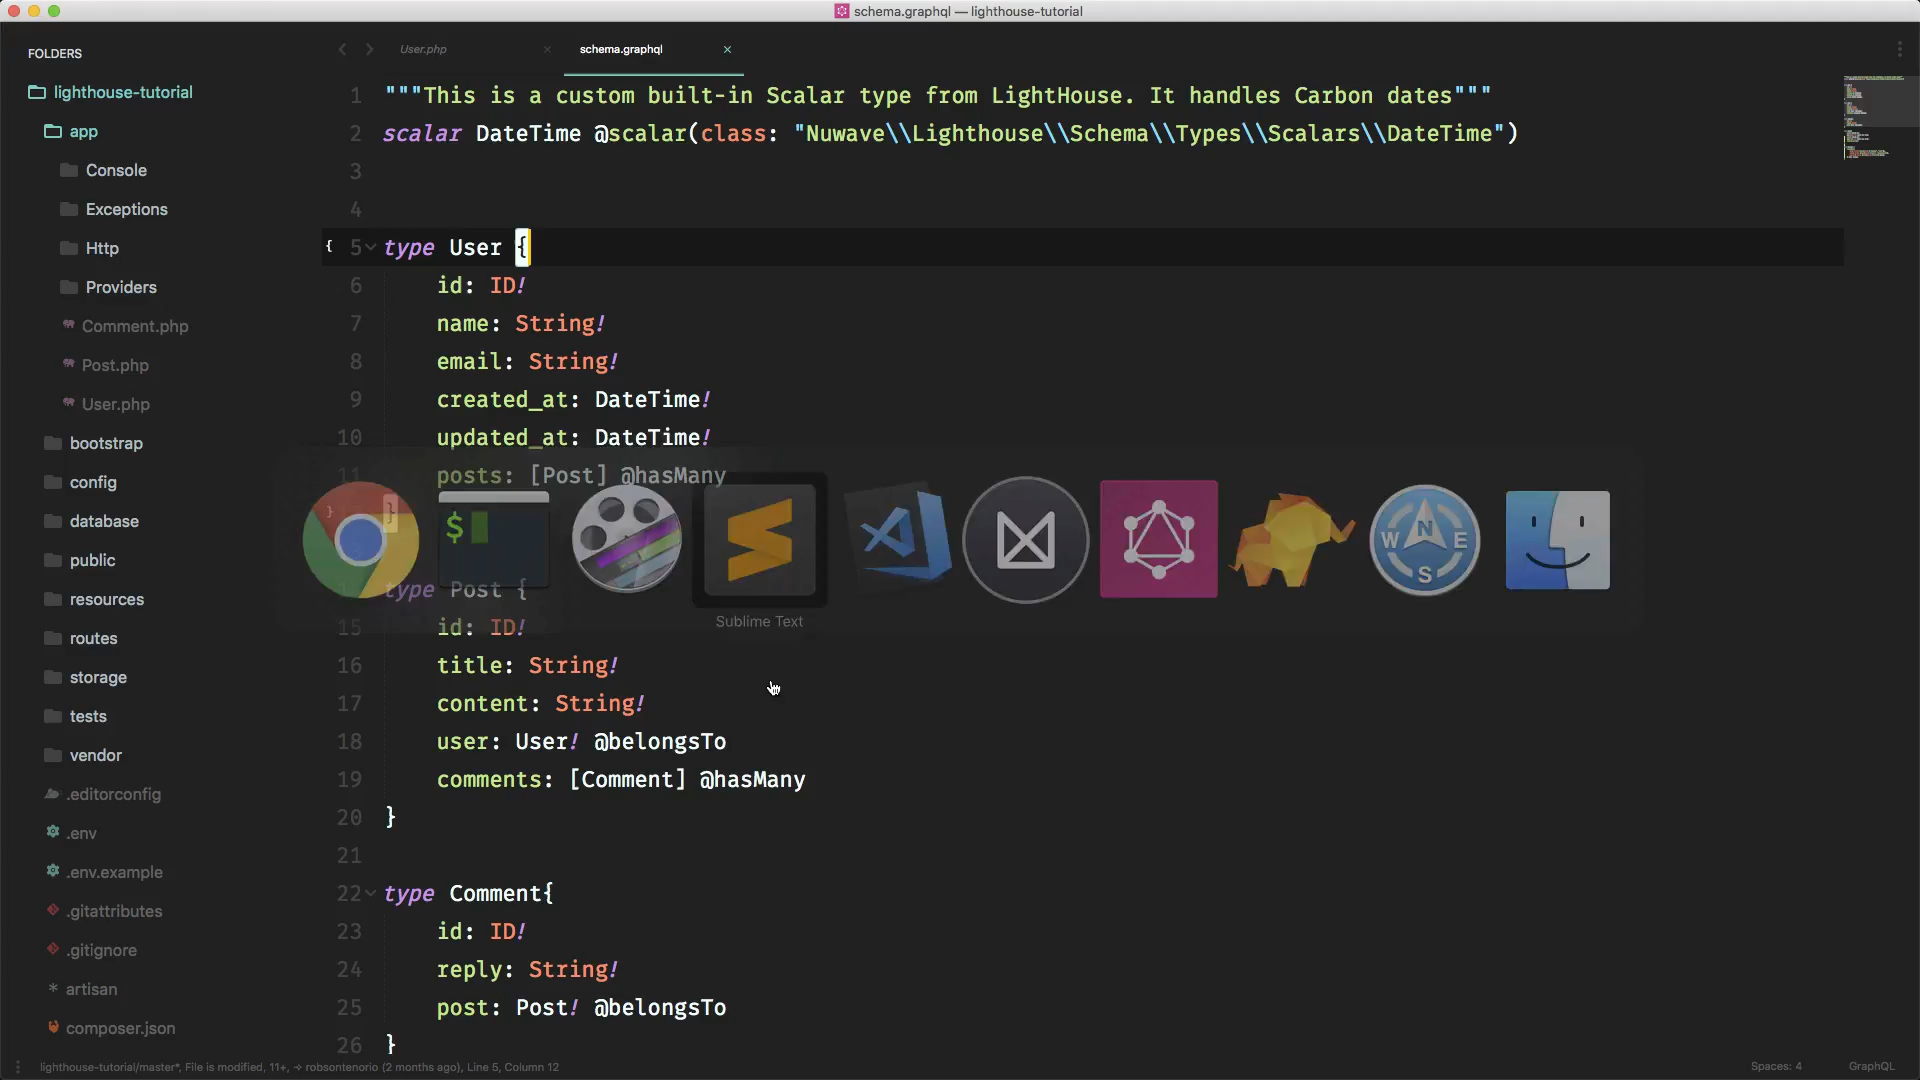 schema.graphql — lighthouse-tutorial
FOLDERS
lighthouse-tutorial
app
Console
Exceptions
Http
Providers
Comment.php
Post.php
User.php
bootstrap
config
database
public
resources
routes
storage
tests
vendor
.editorconfig
.env
.env.example
.gitattributes
.gitignore
artisan
composer.json
User.php
schema.graphql
1 """This is a custom built-in Scalar type from LightHouse. It handles Carbon dates"""
2 scalar DateTime @scalar(class: "Nuwave\\Lighthouse\\Schema\\Types\\Scalars\\DateTime")
3
4
{ 5 type User {
6 id: ID!
7 name: String!
8 email: String!
9 created_at: DateTime!
10 updated_at: DateTime!
11 posts: [Post] @hasMany
} }
type Post {
15 id: ID!
16 title: String!
17 content: String!
18 user: User! @belongsTo
19 comments: [Comment] @hasMany
20 }
21
22 type Comment{
23 id: ID!
24 reply: String!
25 post: Post! @belongsTo
26 }
$
W N E S
Sublime Text
lighthouse-tutorial/master*, File is modified, 11+, → robsontenorio (2 months ago), Line 5, Column 12
Spaces: 4
GraphQL